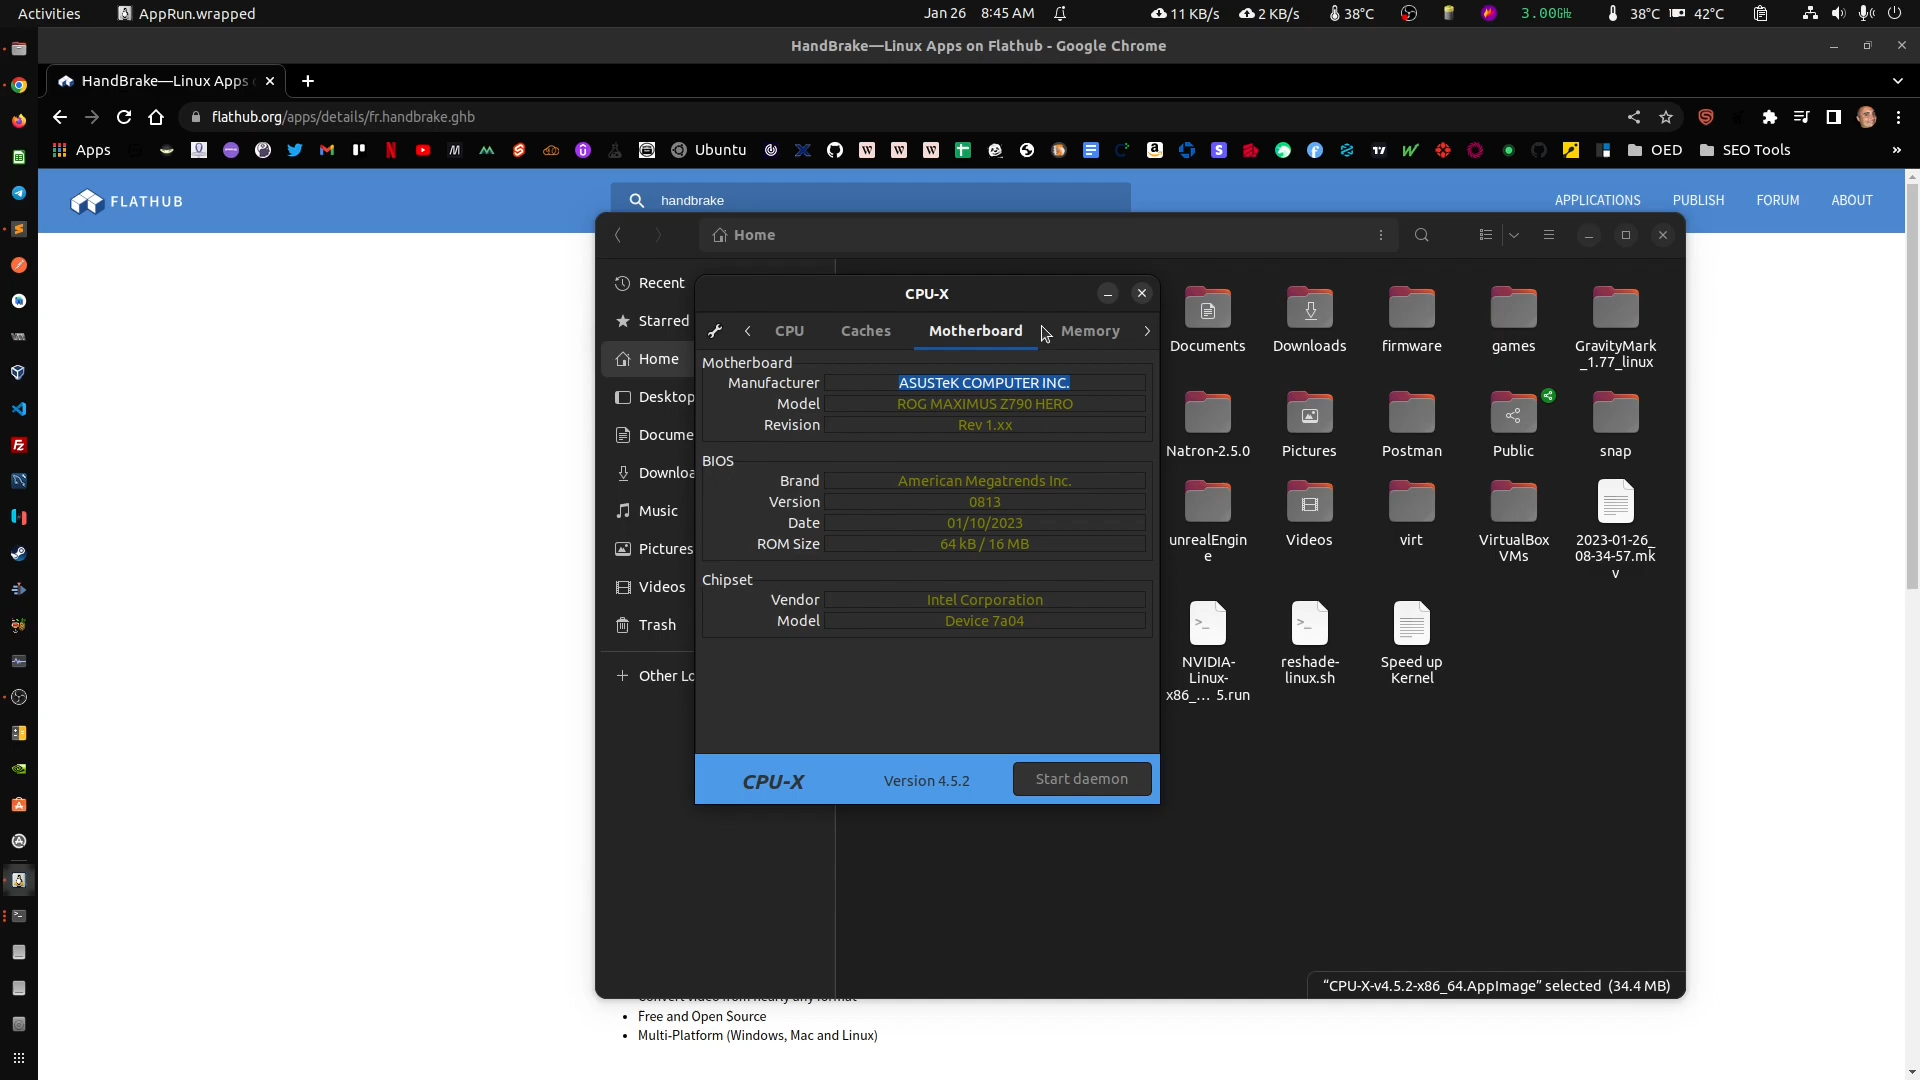 Activities
AppRun.wrapped
Jan 26 8:45 AM
11 KB/s
2 KB/s
38°C
3.00GHz
38°C
42°C
HandBrake—Linux Apps on Flathub - Google Chrome
HandBrake—Linux Apps
flathub.org/apps/details/fr.handbrake.ghb
Apps
Ubuntu
OED
SEO Tools
FLATHUB
handbrake
APPLICATIONS
PUBLISH
FORUM
ABOUT
Home
Recent
Starred
Home
Desktop
Docume
Downloa
Music
Pictures
Videos
Trash
Other Lo
CPU-X
CPU
Caches
Motherboard
Memory
Motherboard
Manufacturer ASUSTeK COMPUTER INC.
Model ROG MAXIMUS Z790 HERO
Revision Rev 1.xx
BIOS
Brand American Megatrends Inc.
Version 0813
Date 01/10/2023
ROM Size 64 kB / 16 MB
Chipset
Vendor Intel Corporation
Model Device 7a04
CPU-X
Version 4.5.2
Start daemon
Documents
Downloads
firmware
games
GravityMark
_1.77_linux
Natron-2.5.0
Pictures
Postman
Public
snap
unrealEngin
e
Videos
virt
VirtualBox
VMs
2023-01-26_
08-34-57.mk
v
NVIDIA-
Linux-
x86_… 5.run
reshade-
linux.sh
Speed up
Kernel
“CPU-X-v4.5.2-x86_64.AppImage” selected (34.4 MB)
Convert video from nearly any format
Free and Open Source
Multi-Platform (Windows, Mac and Linux)